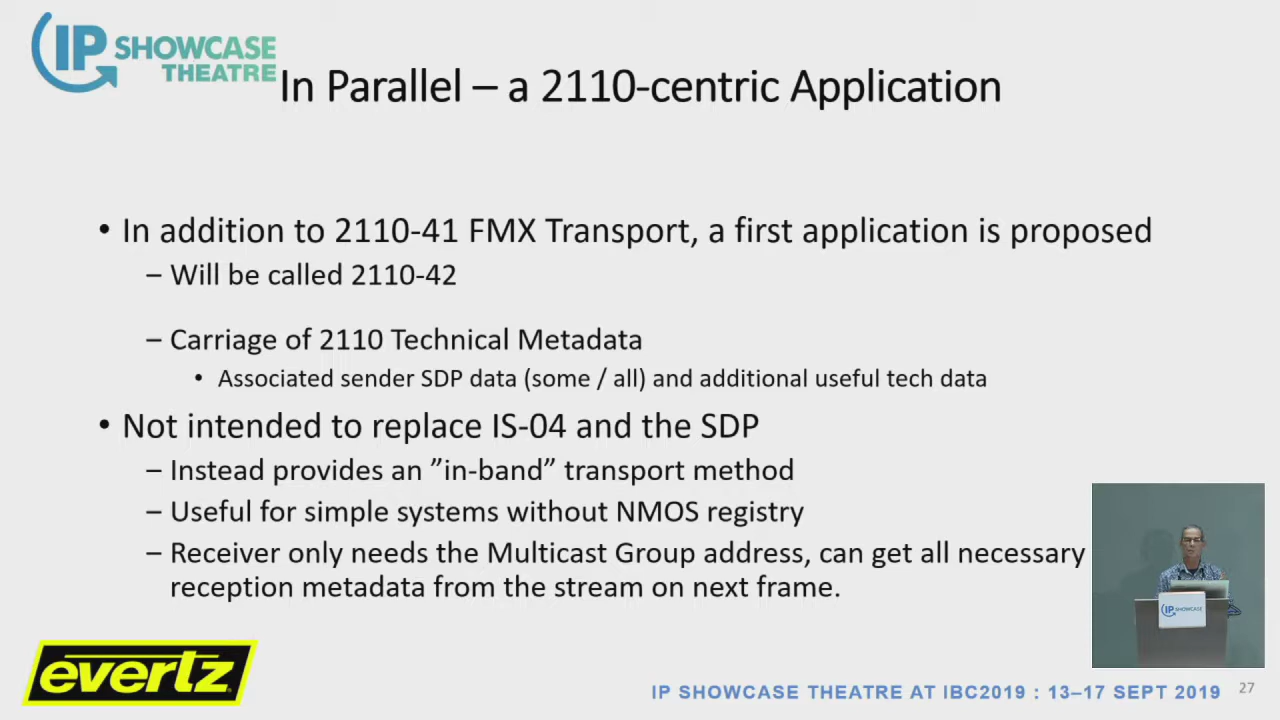 IP SHOWCASE
THEATRE
In Parallel – a 2110-centric Application
• In addition to 2110-41 FMX Transport, a first application is proposed
– Will be called 2110-42
– Carriage of 2110 Technical Metadata
• Associated sender SDP data (some / all) and additional useful tech data
• Not intended to replace IS-04 and the SDP
– Instead provides an ”in-band” transport method
– Useful for simple systems without NMOS registry
– Receiver only needs the Multicast Group address, can get all necessary
reception metadata from the stream on next frame.
IP SHOWCASE
evertz
IP SHOWCASE THEATRE AT IBC2019 : 13–17 SEPT 2019
27